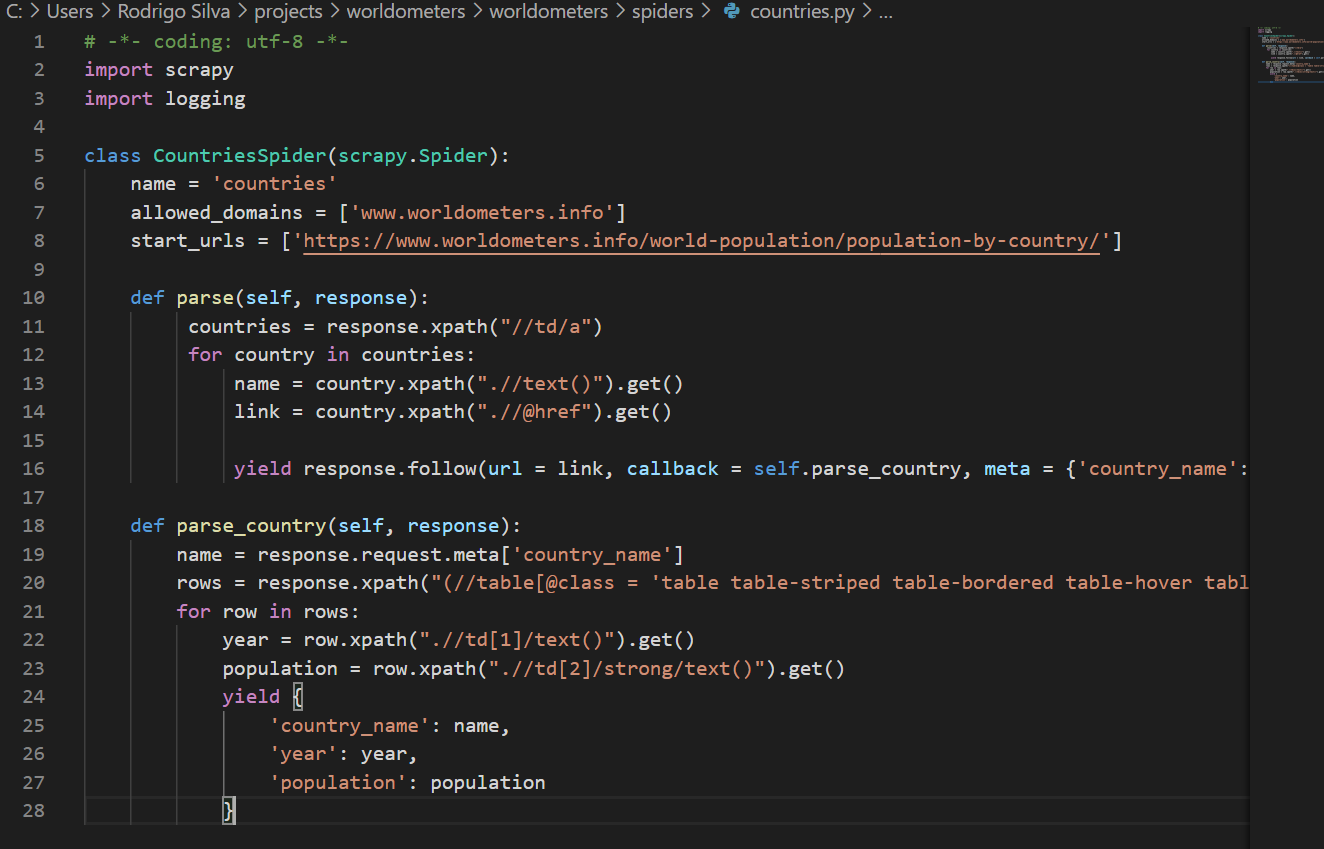 C: > Users > Rodrigo Silva > projects > worldometers > worldometers > spiders > countries.py > ...
1 # -*- coding: utf-8 -*-
2 import scrapy
3 import logging
4
5 class CountriesSpider(scrapy.Spider):
6     name = 'countries'
7     allowed_domains = ['www.worldometers.info']
8     start_urls = ['https://www.worldometers.info/world-population/population-by-country/']
9
10     def parse(self, response):
11          countries = response.xpath("//td/a")
12          for country in countries:
13              name = country.xpath(".//text()").get()
14              link = country.xpath(".//@href").get()
15
16              yield response.follow(url = link, callback = self.parse_country, meta = {'country_name':
17
18     def parse_country(self, response):
19         name = response.request.meta['country_name']
20         rows = response.xpath("(//table[@class = 'table table-striped table-bordered table-hover tabl
21         for row in rows:
22             year = row.xpath(".//td[1]/text()").get()
23             population = row.xpath(".//td[2]/strong/text()").get()
24             yield {
25                 'country_name': name,
26                 'year': year,
27                 'population': population
28             }